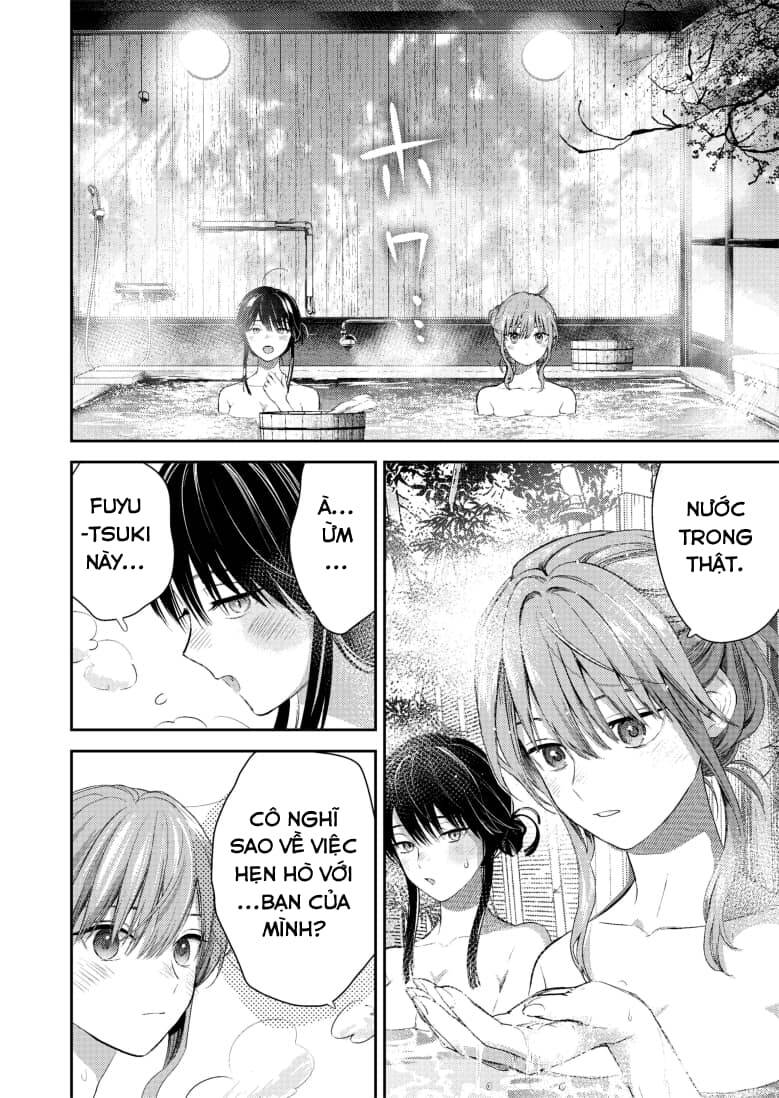 ホワ…
NƯỚC
TRONG
THẬT.
À...
ỪM
...
FUYU
-TSUKI
NÀY...
CÔ NGHĨ
SAO VỀ VIỆC
HẸN HÒ VỚI
...BẠN CỦA
MÌNH?